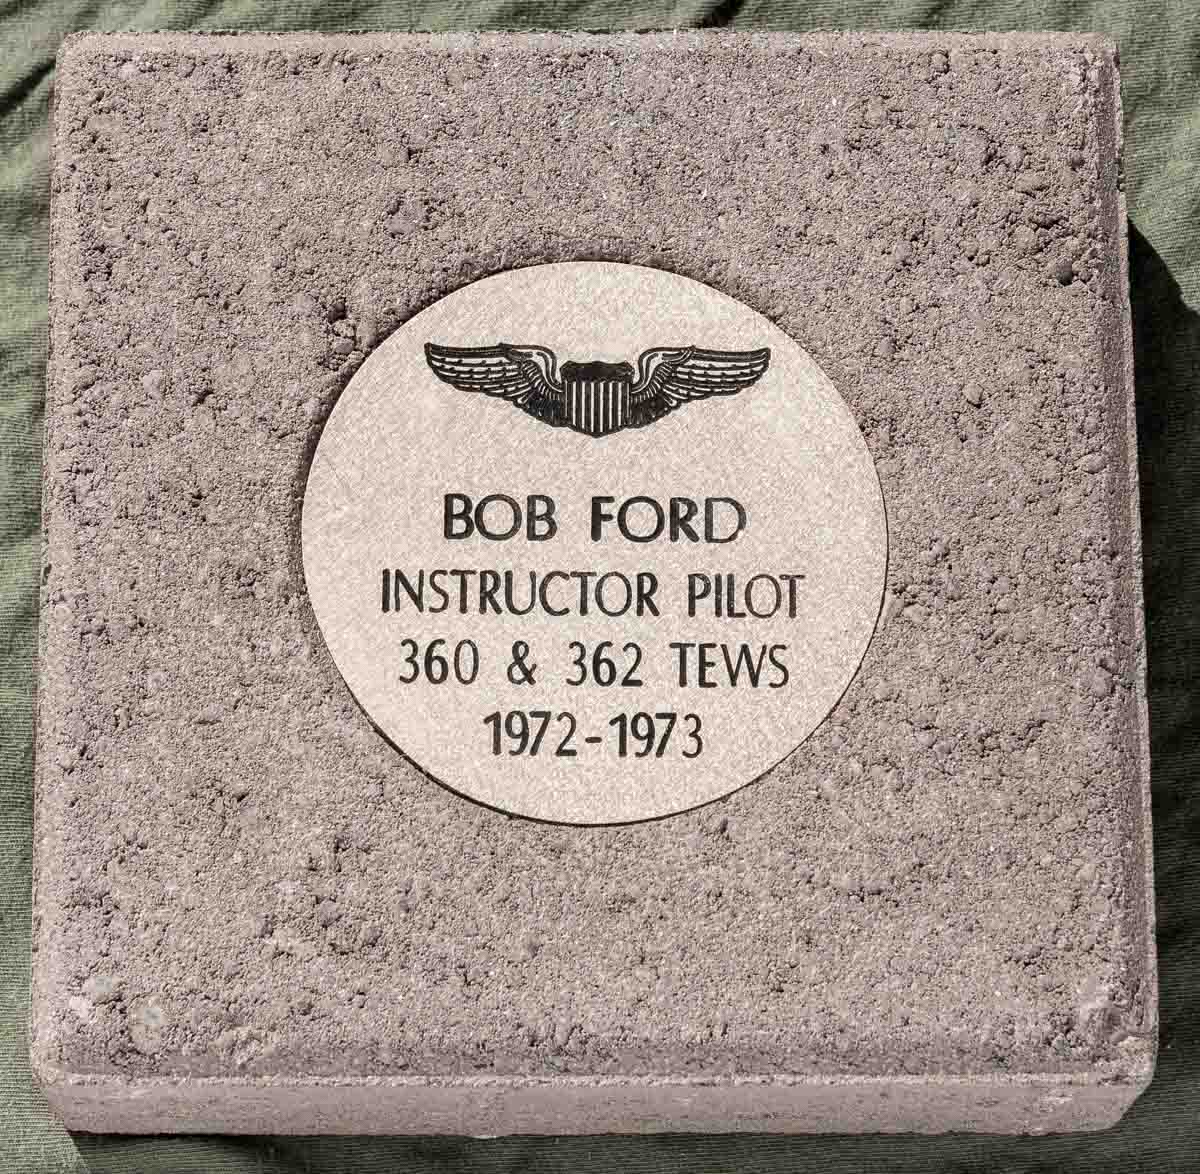 BOB FORD
INSTRUCTOR PILOT
360 & 362 TEWS
1972-1973